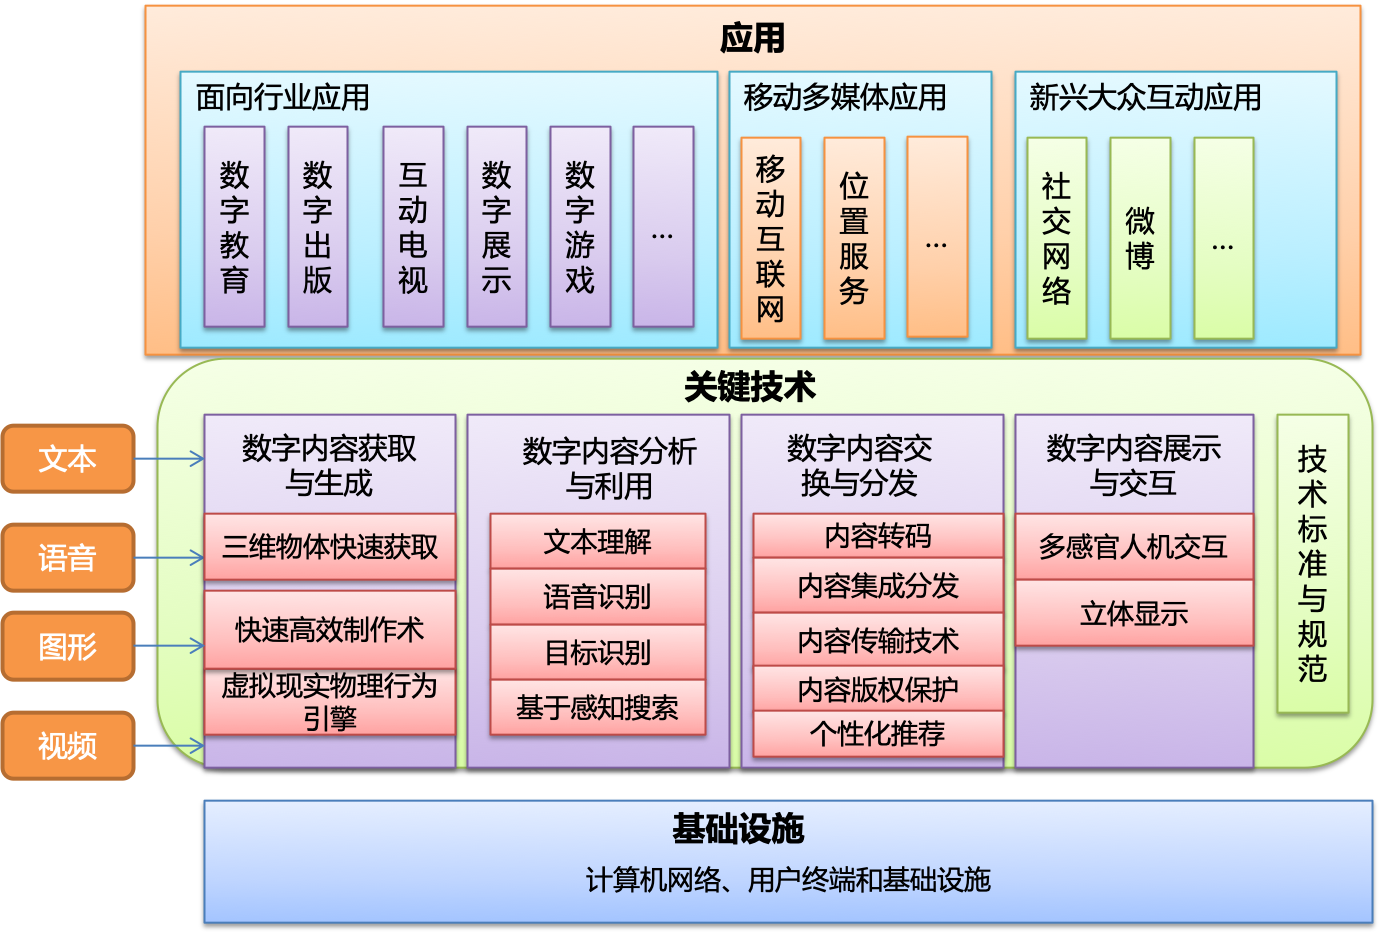 应用
面向行业应用
数字教育
数字出版
互动电视
数字展示
数字游戏
...
移动多媒体应用
移动互联网
位置服务
...
新兴大众互动应用
社交网络
微博
...
关键技术
文本
语音
图形
视频
数字内容获取
与生成
三维物体快速获取
快速高效制作术
虚拟现实物理行为
引擎
数字内容分析
与利用
文本理解
语音识别
目标识别
基于感知搜索
数字内容交
换与分发
内容转码
内容集成分发
内容传输技术
内容版权保护
个性化推荐
数字内容展示
与交互
多感官人机交互
立体显示
技术标准与规范
基础设施
计算机网络、用户终端和基础设施